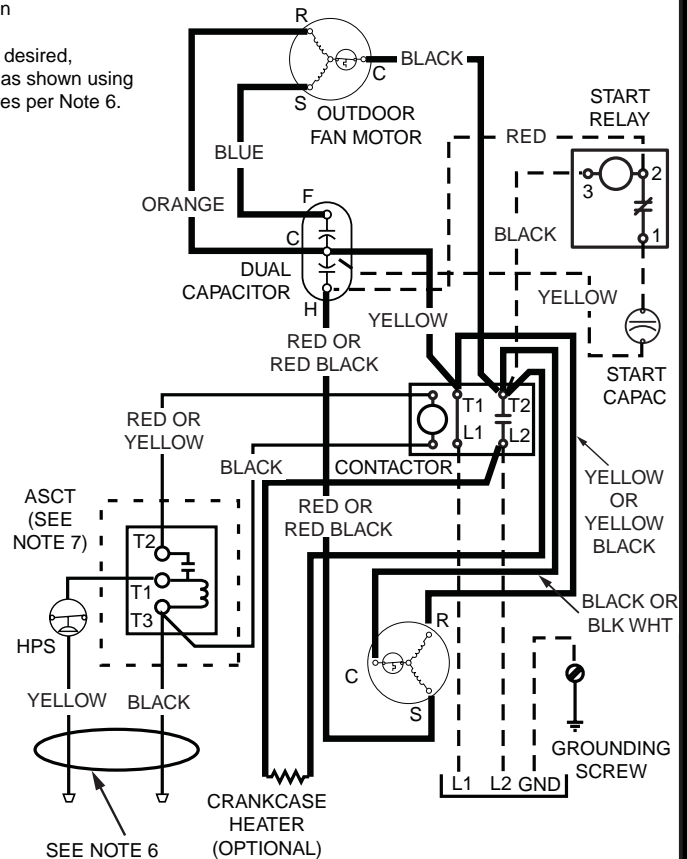 n
desired,
as shown using
es per Note 6.
R
C
S
BLACK
OUTDOOR
FAN MOTOR
START
RELAY
RED
BLUE
3
2
1
ORANGE
F
C
BLACK
DUAL
CAPACITOR
H
YELLOW
YELLOW
RED OR
RED BLACK
START
CAPAC
T1
T2
L1
L2
RED OR
YELLOW
BLACK
CONTACTOR
YELLOW
OR
YELLOW
BLACK
ASCT
(SEE
NOTE 7)
RED OR
RED BLACK
T2
T1
T3
BLACK OR
BLK WHT
HPS
R
C
S
YELLOW
BLACK
GROUNDING
SCREW
L1
L2
GND
CRANKCASE
HEATER
(OPTIONAL)
SEE NOTE 6